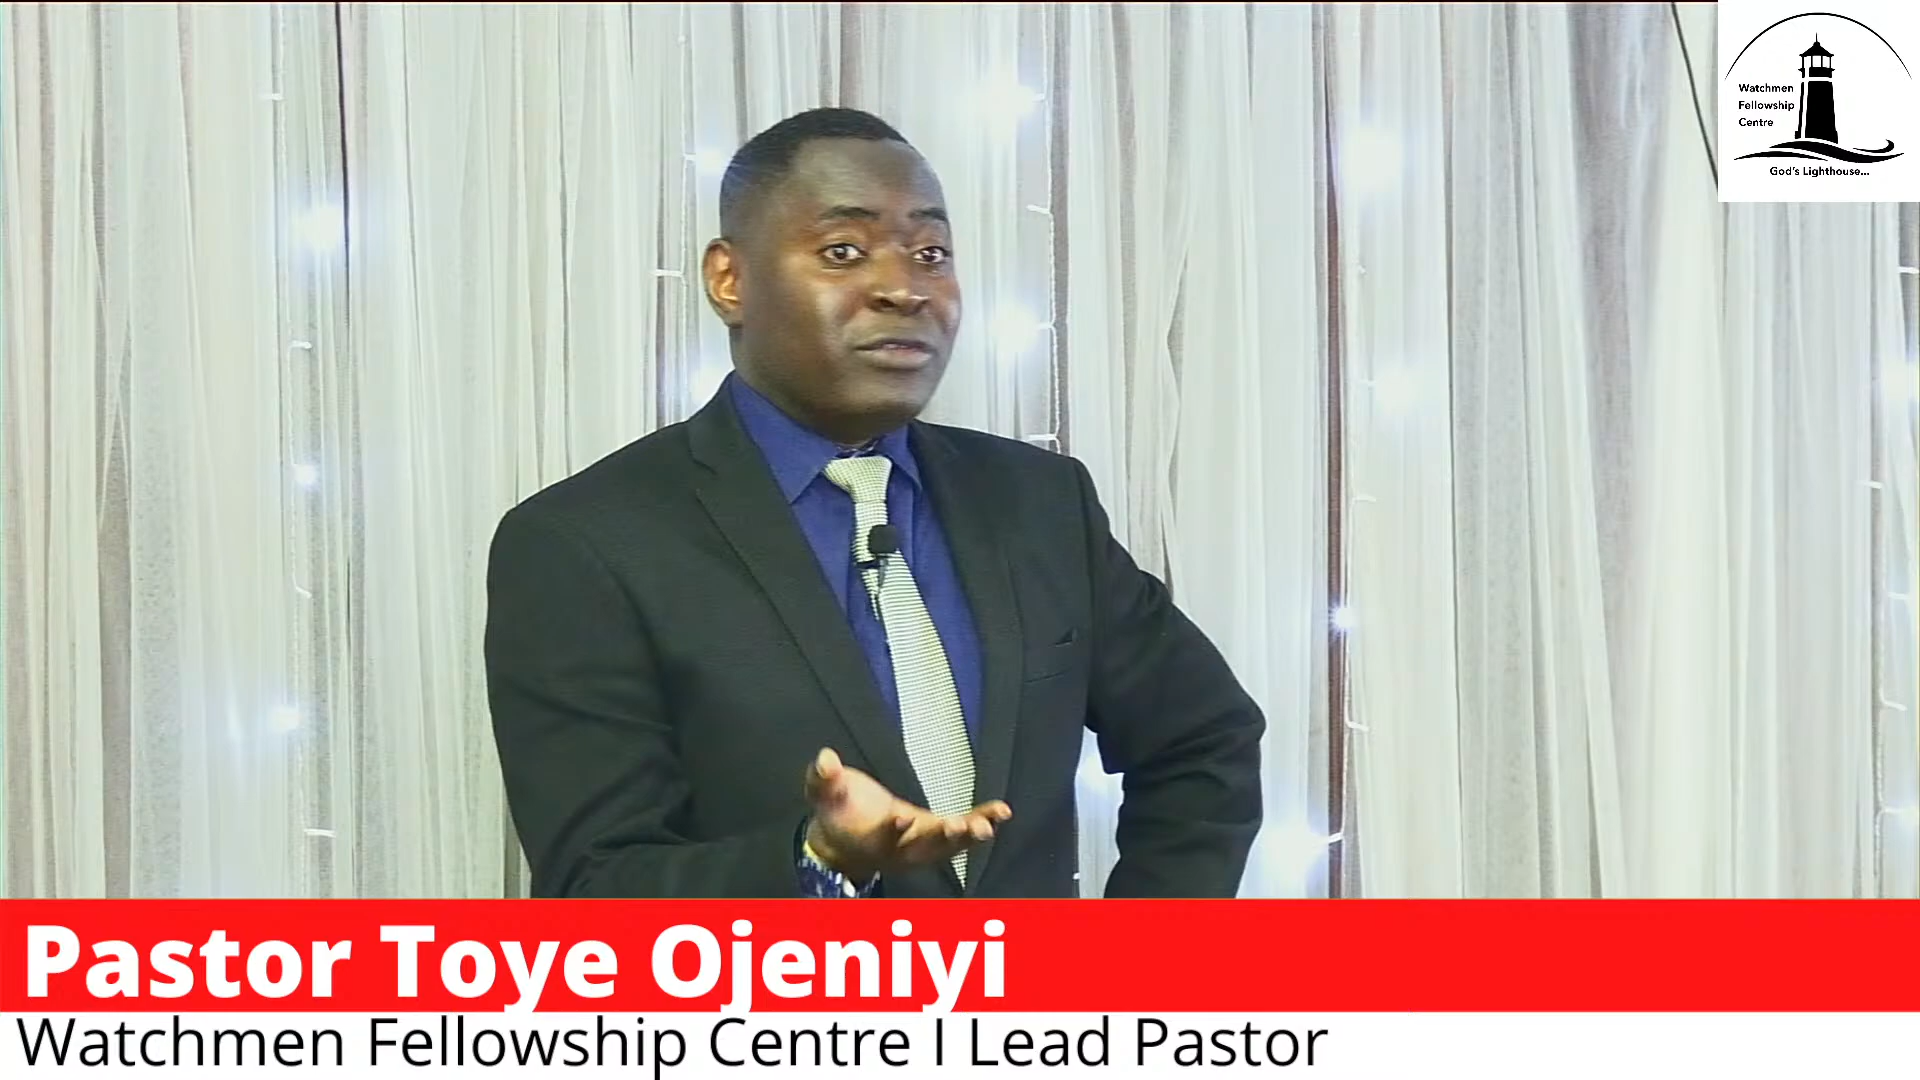 Watchmen
Fellowship
Centre
God's Lighthouse...
Pastor Toye Ojeniyi
Watchmen Fellowship Centre I Lead Pastor